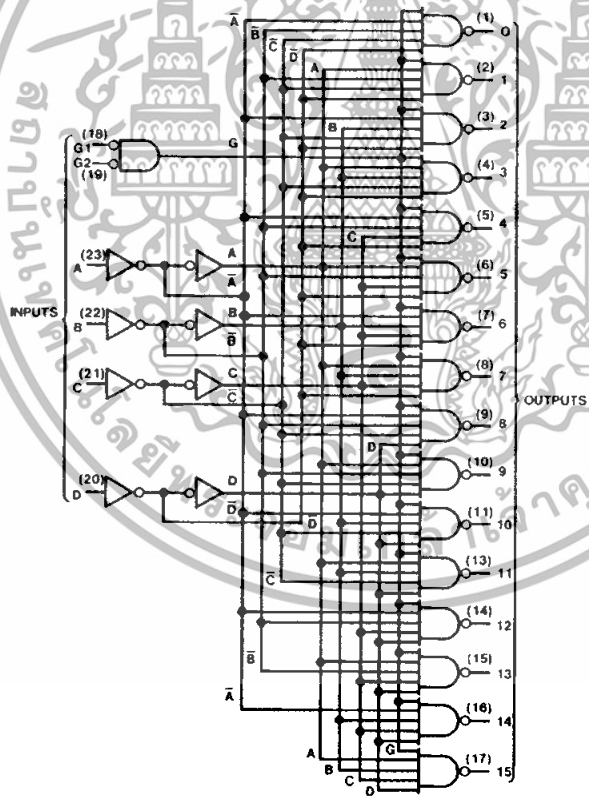 A̅
B̅
C̅
D̅
A
B
C
G
(1) 0
(2) 1
(3) 2
(4) 3
(5) 4
(6) 5
(7) 6
(8) 7
(9) 8
(10) 9
(11) 10
(13) 11
(14) 12
(15) 13
(16) 14
(17) 15
INPUTS
(18)
G1
G2
(19)
(23)
A
A
A̅
(22)
B
B
B̅
(21)
C
C
C̅
(20)
D
D
D̅
D
D̅
C̅
B̅
A̅
G
A
B
C
D
OUTPUTS